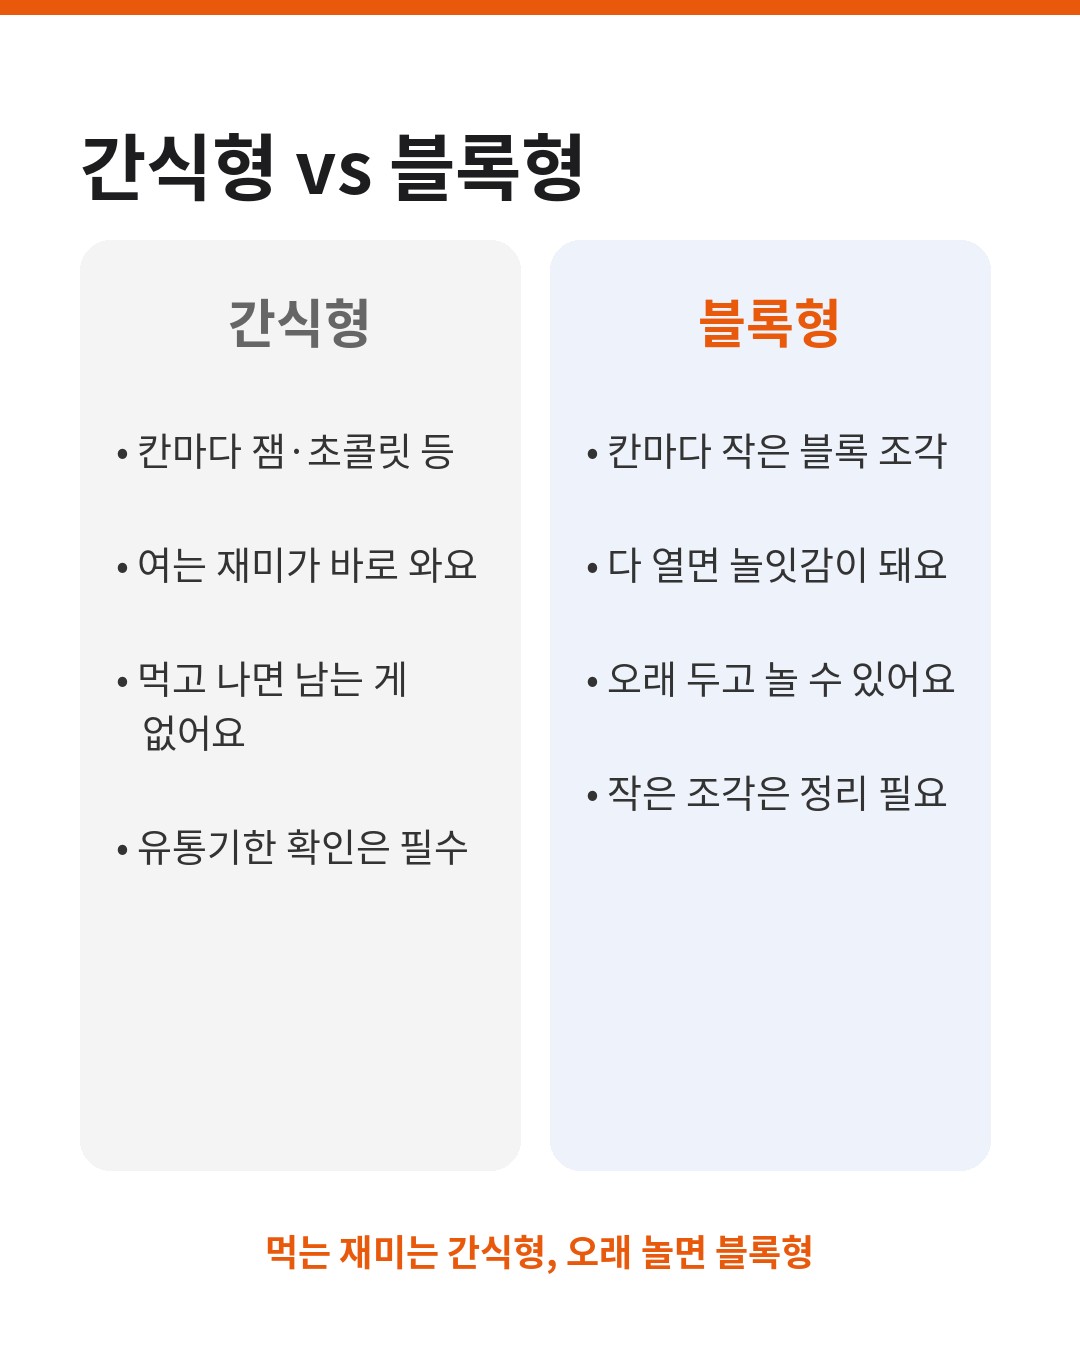 간식형 vs 블록형
간식형
• 칸마다 잼·초콜릿 등
• 여는 재미가 바로 와요
• 먹고 나면 남는 게
없어요
• 유통기한 확인은 필수
블록형
• 칸마다 작은 블록 조각
• 다 열면 놀잇감이 돼요
• 오래 두고 놀 수 있어요
• 작은 조각은 정리 필요
먹는 재미는 간식형, 오래 놀면 블록형